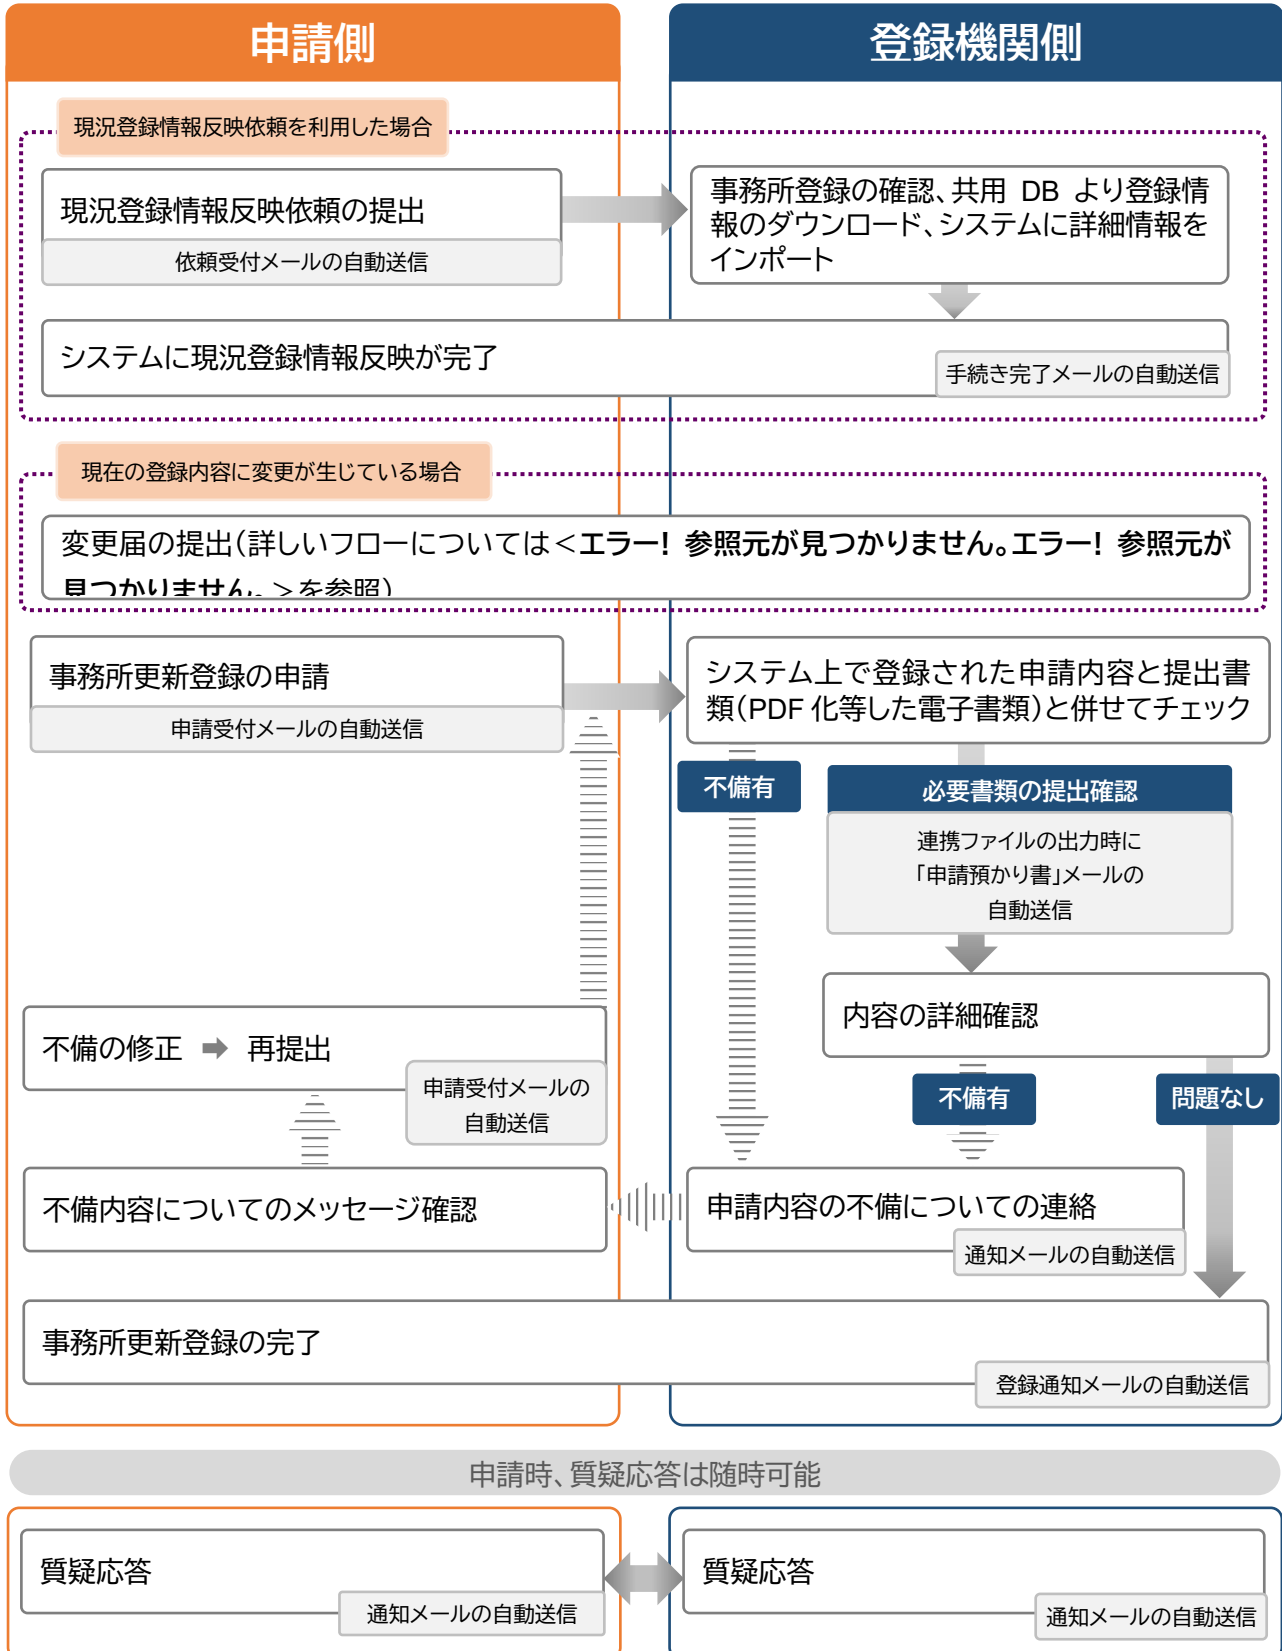 申請側
登録機関側
現況登録情報反映依頼を利用した場合
現況登録情報反映依頼の提出
依頼受付メールの自動送信
事務所登録の確認、共用 DB より登録情
報のダウンロード、システムに詳細情報を
インポート
システムに現況登録情報反映が完了
手続き完了メールの自動送信
現在の登録内容に変更が生じている場合
変更届の提出（詳しいフローについては＜エラー! 参照元が見つかりません。エラー! 参照元が
見つかりません。＞を参照）
事務所更新登録の申請
申請受付メールの自動送信
システム上で登録された申請内容と提出書
類（PDF 化等した電子書類）と併せてチェック
不備有
必要書類の提出確認
連携ファイルの出力時に
「申請預かり書」メールの
自動送信
内容の詳細確認
不備の修正 ➡ 再提出
申請受付メールの
自動送信
不備有
問題なし
不備内容についてのメッセージ確認
申請内容の不備についての連絡
通知メールの自動送信
事務所更新登録の完了
登録通知メールの自動送信
申請時、質疑応答は随時可能
質疑応答
通知メールの自動送信
質疑応答
通知メールの自動送信